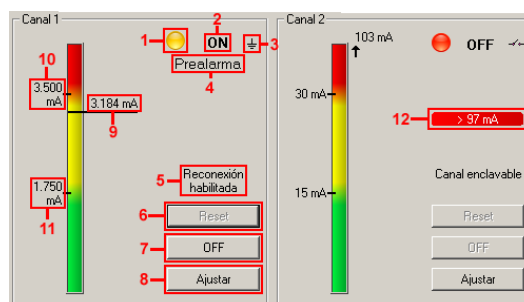 Canal 1
1
2
ON
3
Prealarma
4
10
3.500
mA
3.184 mA
9
1.750
mA
11
5
Reconexión
habilitada
6
Reset
7
OFF
8
Ajustar
Canal 2
103 mA
OFF
30 mA
12
> 97 mA
15 mA
Canal enclavable
Reset
OFF
Ajustar